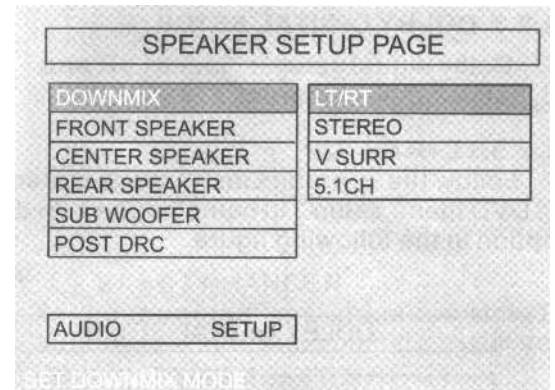 SPEAKER SETUP PAGE
DOWNMIX
FRONT SPEAKER
CENTER SPEAKER
REAR SPEAKER
SUB WOOFER
POST DRC
LT/RT
STEREO
V SURR
5.1CH
AUDIO SETUP
SET DOWNMIX MODE